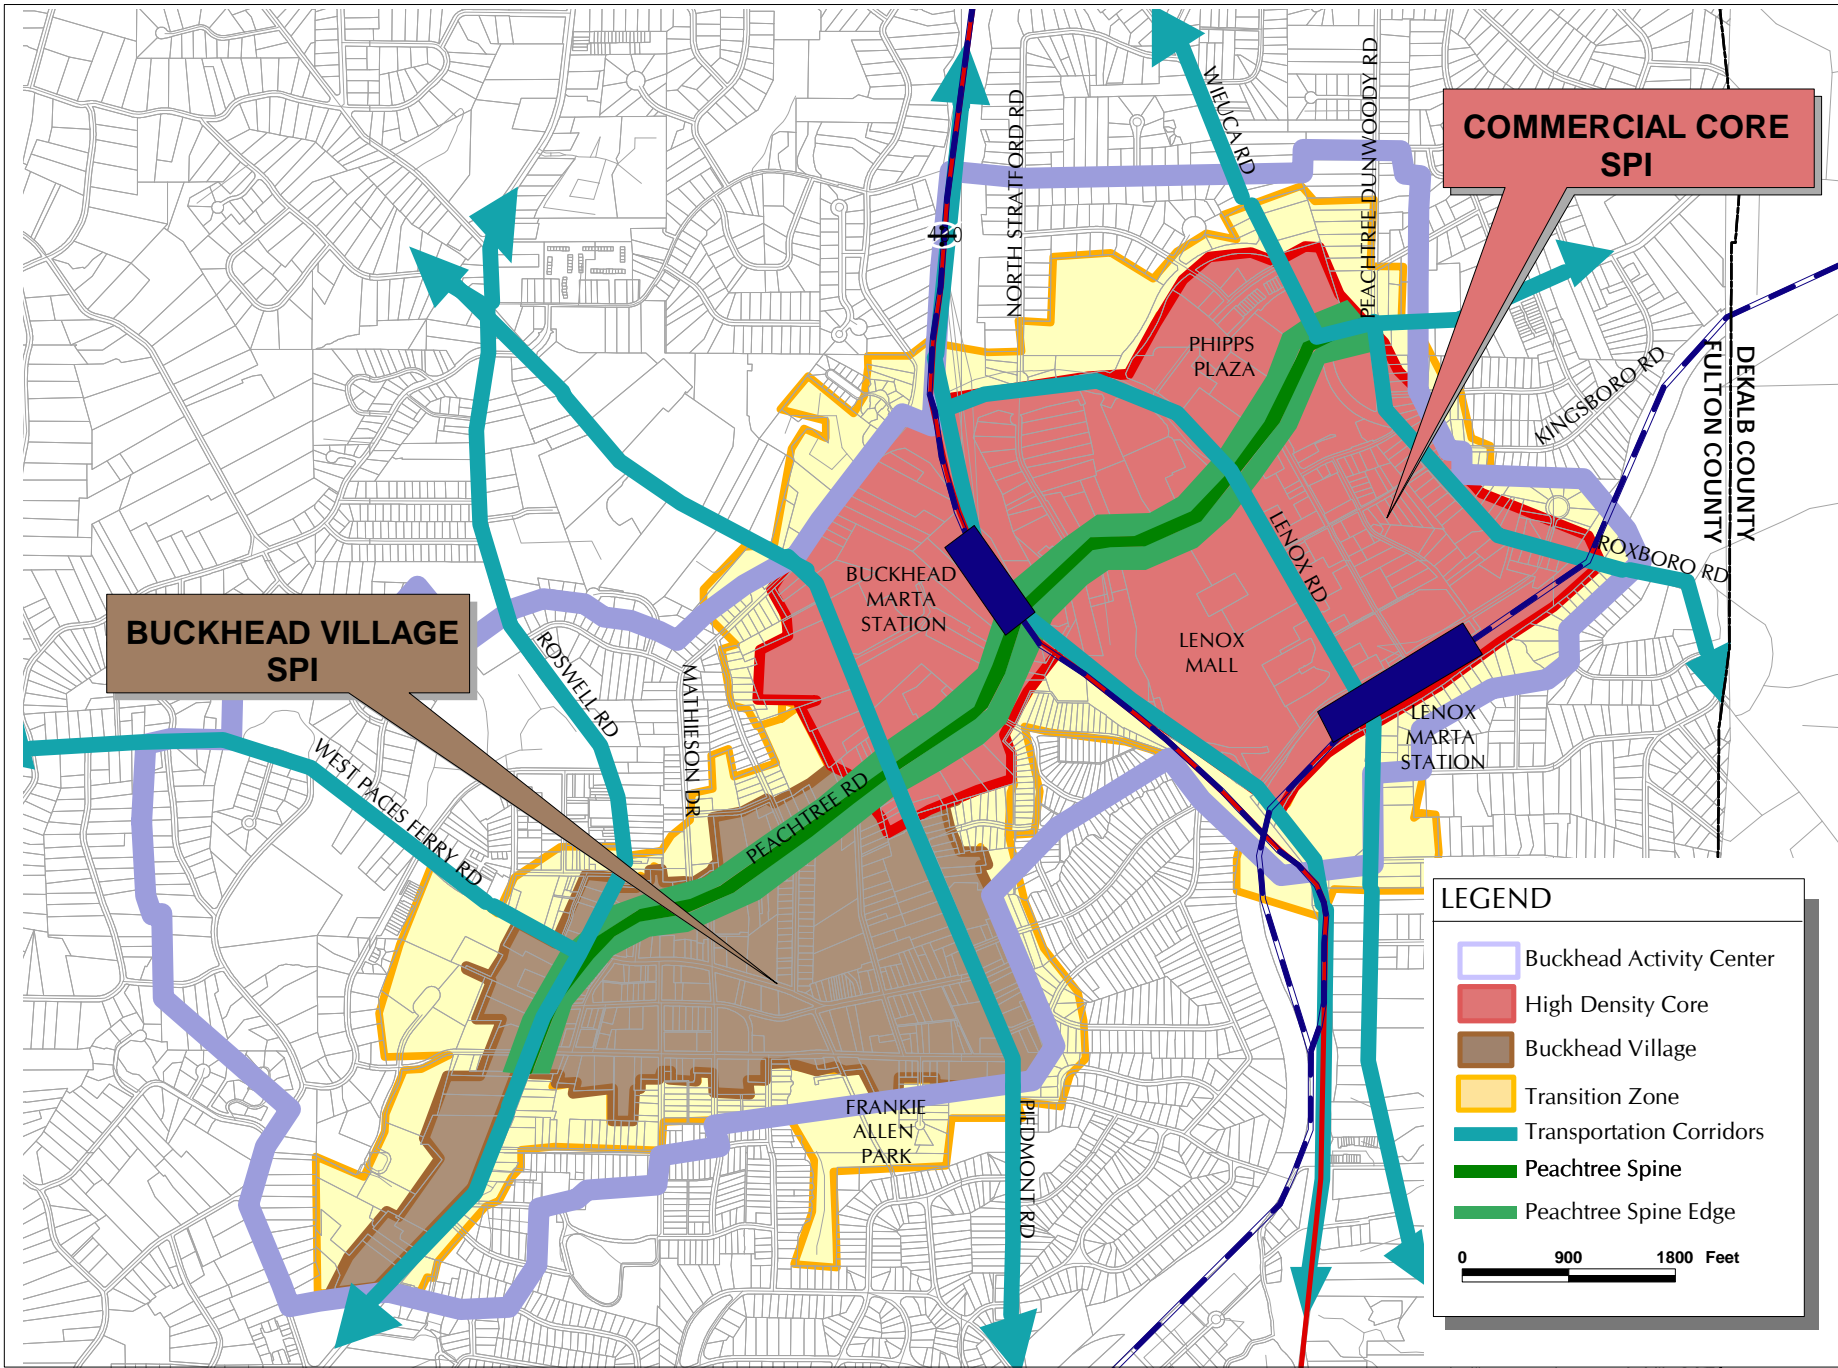 WIEUCA RD
PEACHTREE DUNWOODY RD
NORTH STRATFORD RD
COMMERCIAL CORE
SPI
PHIPPS
PLAZA
KINGSBORO RD
DEKALB COUNTY
FULTON COUNTY
LENOX RD
ROXBORO RD
BUCKHEAD
MARTA
STATION
BUCKHEAD VILLAGE
SPI
LENOX
MALL
ROSWELL RD
MATHIESON DR
LENOX
MARTA
STATION
WEST PACES FERRY RD
PEACHTREE RD
FRANKIE
ALLEN
PARK
PIEDMONT RD
LEGEND
Buckhead Activity Center
High Density Core
Buckhead Village
Transition Zone
Transportation Corridors
Peachtree Spine
Peachtree Spine Edge
0 900 1800 Feet